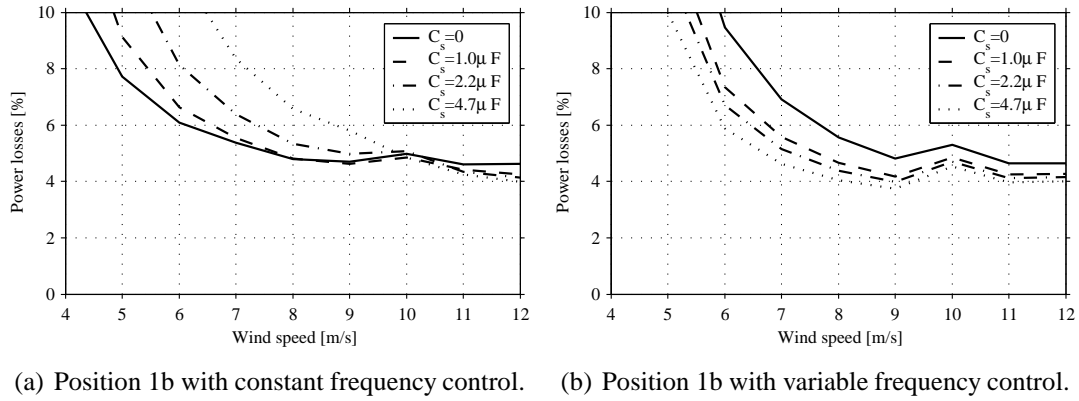 10
8
6
4
2
0
Power losses [%]
4 5 6 7 8 9 10 11 12
Wind speed [m/s]
C_s=0
C_s=1.0μ F
C_s=2.2μ F
C_s=4.7μ F
(a) Position 1b with constant frequency control.
10
8
6
4
2
0
Power losses [%]
4 5 6 7 8 9 10 11 12
Wind speed [m/s]
C_s=0
C_s=1.0μ F
C_s=2.2μ F
C_s=4.7μ F
(b) Position 1b with variable frequency control.